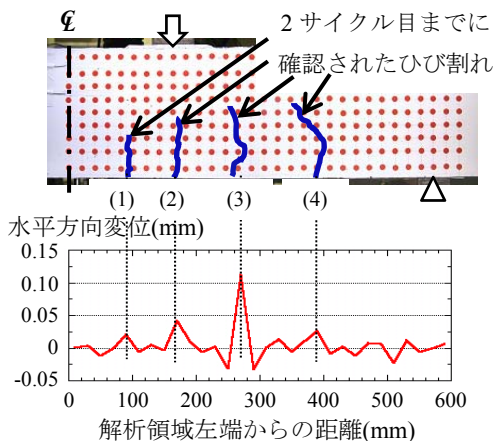 ℄
2 サイクル目までに
確認されたひび割れ
(1) (2) (3) (4)
水平方向変位(mm)
0.15
0.10
0.05
0
-0.05
0 100 200 300 400 500 600
解析領域左端からの距離(mm)